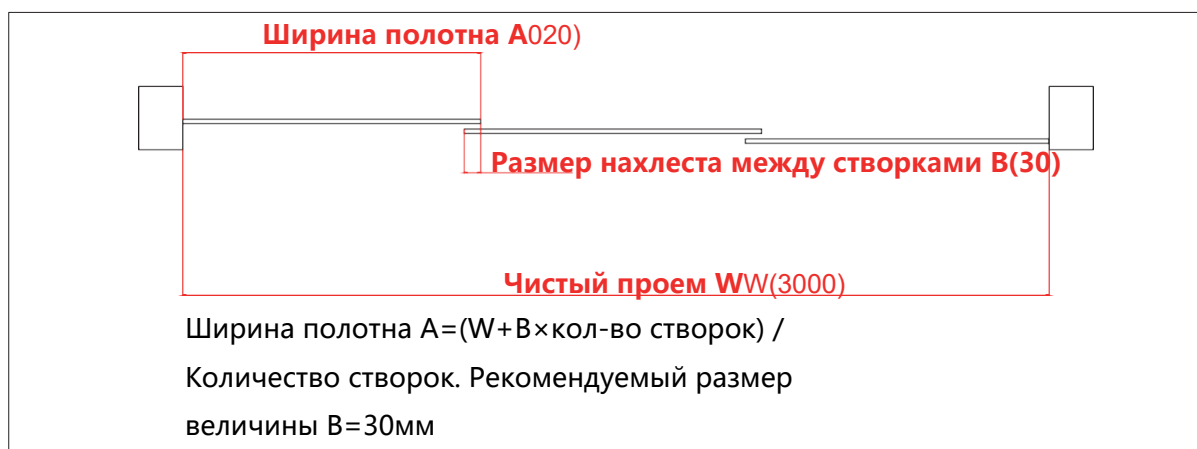 Ширина полотна A020)
Размер нахлеста между створками B(30)
Чистый проем WW(3000)
Ширина полотна A=(W+B×кол-во створок) /
Количество створок. Рекомендуемый размер
величины B=30мм